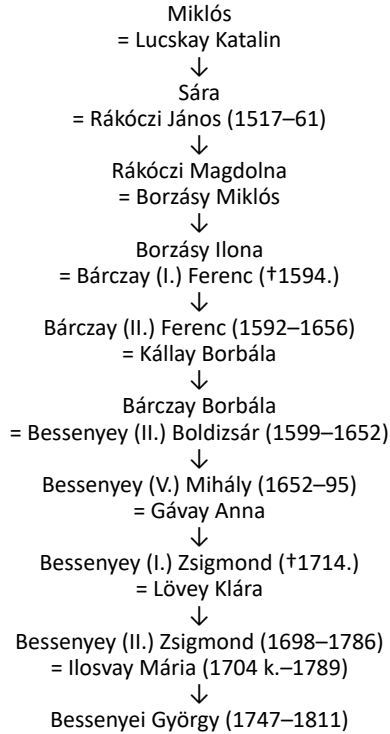 Miklós
= Lucskay Katalin
↓
Sára
= Rákóczi János (1517–61)
↓
Rákóczi Magdolna
= Borzásy Miklós
↓
Borzásy Ilona
= Bárczay (I.) Ferenc (†1594.)
↓
Bárczay (II.) Ferenc (1592–1656)
= Kállay Borbála
↓
Bárczay Borbála
= Bessenyey (II.) Boldizsár (1599–1652)
↓
Bessenyey (V.) Mihály (1652–95)
= Gávay Anna
↓
Bessenyey (I.) Zsigmond (†1714.)
= Lövey Klára
↓
Bessenyey (II.) Zsigmond (1698–1786)
= Ilosvay Mária (1704 k.–1789)
↓
Bessenyei György (1747–1811)